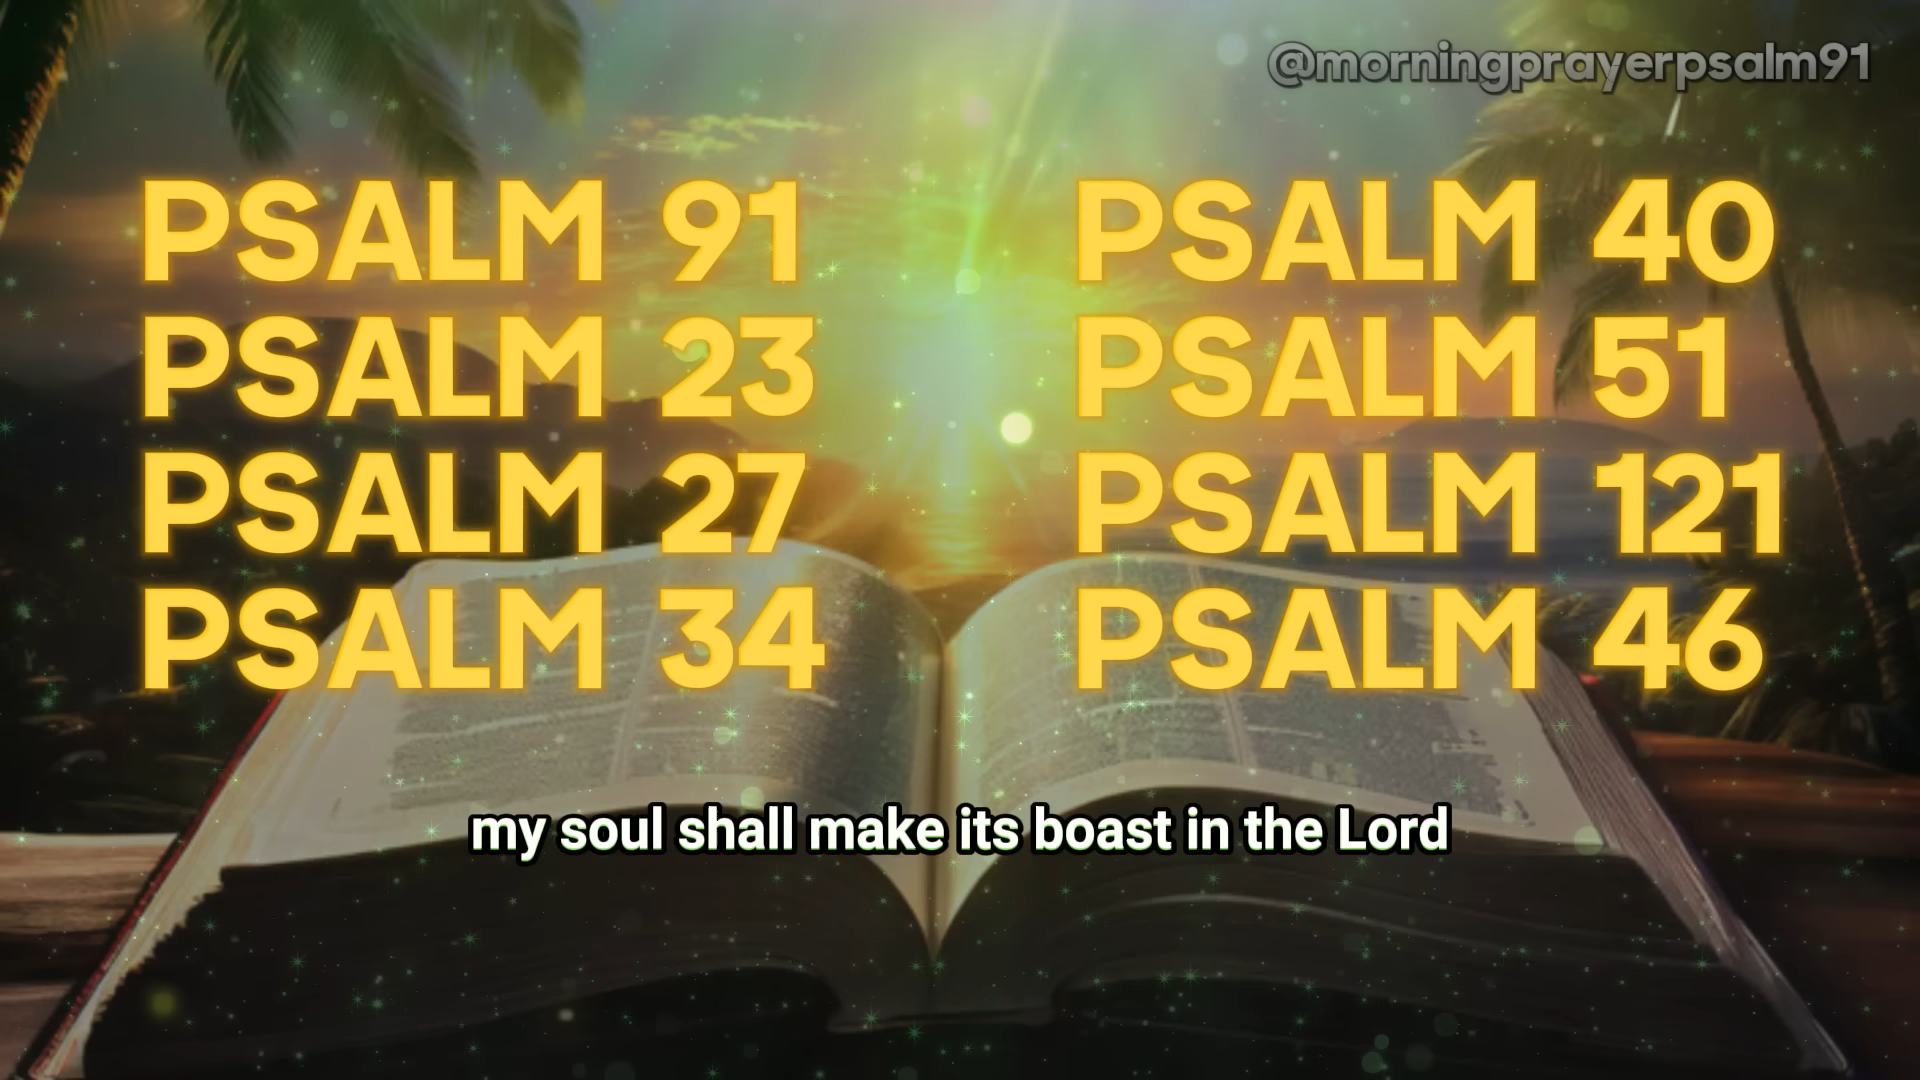 @morningprayerpsalm91
PSALM 91
PSALM 23
PSALM 27
PSALM 34
PSALM 40
PSALM 51
PSALM 121
PSALM 46
my soul shall make its boast in the Lord